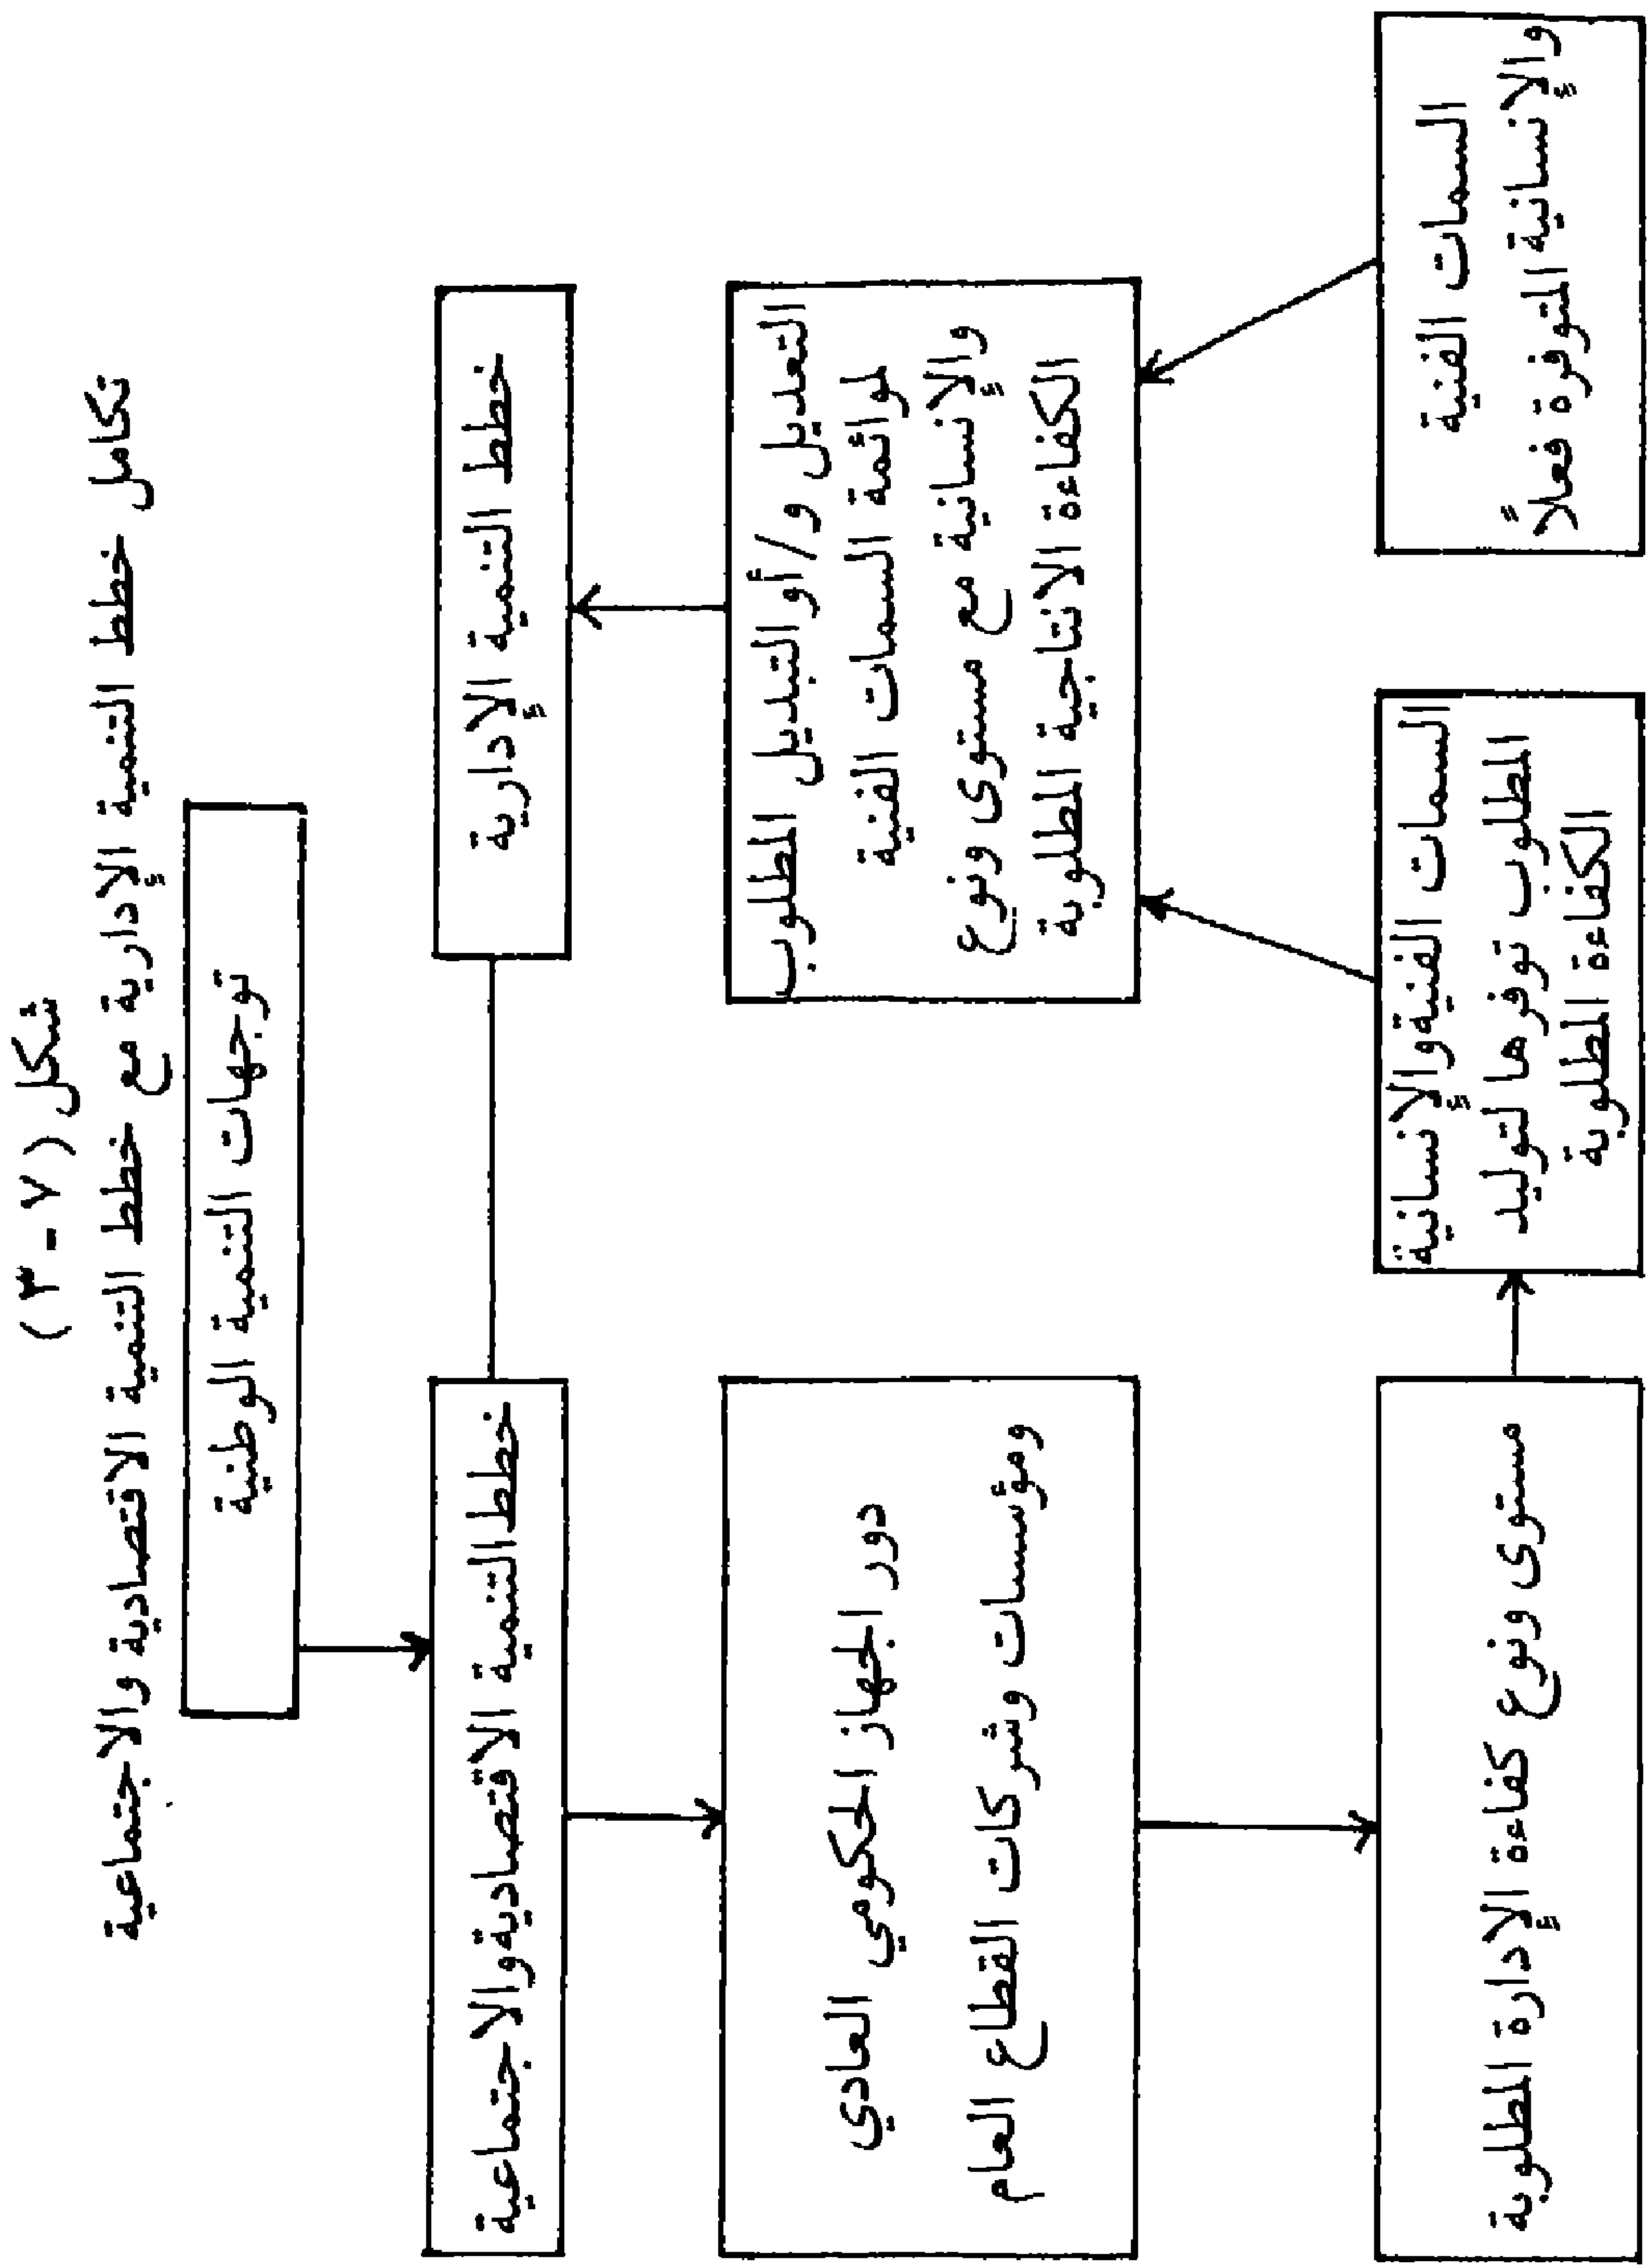 شكل (٧ - ٣)
تكامل خطط التنمية الإدارية مع خطط التنمية الاقتصادية والاجتماعية
توجهات التنمية الوطنية
خطط التنمية الإدارية
خطط التنمية الاقتصادية والاجتماعية
التعديل و/أو التبديل المطلوب
لموائمة السمات الفنية
والإنسانية مع مستوى ونوع
الكفاءة الانتاجية المطلوبة
دور الجهاز الحكومي العادي
ومؤسسات وشركات القطاع العام
السمات الفنية
والإنسانية المتوفرة فعلاً
السمات الفنية والإنسانية
المطلوب توفرها لتوليد
الكفاءة المطلوبة
مستوى ونوع كفاءة الإدارة المطلوبة